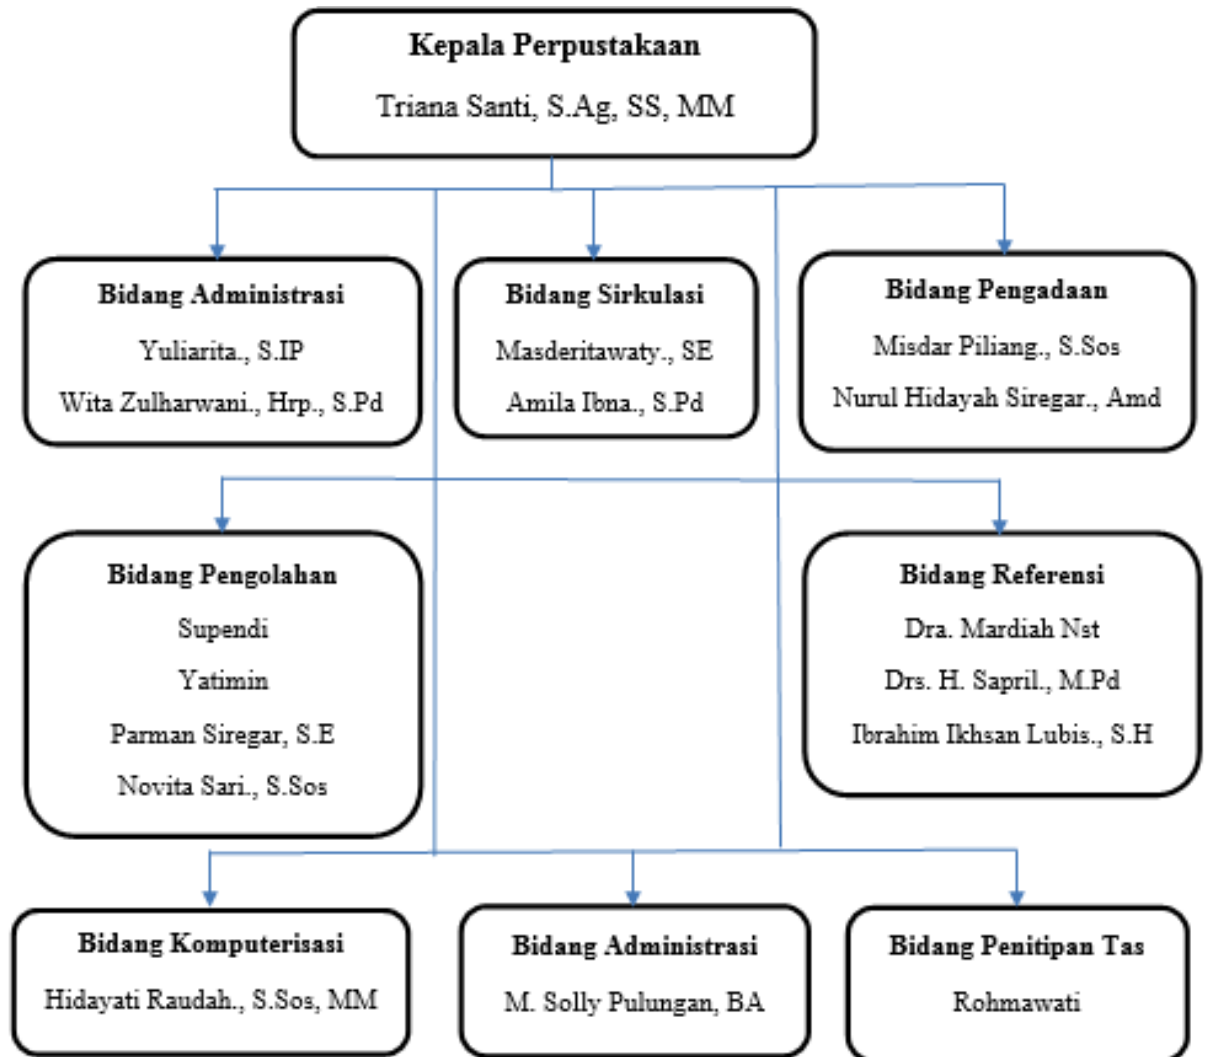 Kepala Perpustakaan
Triana Santi, S.Ag, SS, MM
Bidang Administrasi
Yuliarita., S.IP
Wita Zulharwani., Hrp., S.Pd
Bidang Sirkulasi
Masderitawaty., SE
Amila Ibna., S.Pd
Bidang Pengadaan
Misdar Piliang., S.Sos
Nurul Hidayah Siregar., Amd
Bidang Pengolahan
Supendi
Yatimin
Parman Siregar, S.E
Novita Sari., S.Sos
Bidang Referensi
Dra. Mardiah Nst
Drs. H. Sapril., M.Pd
Ibrahim Ikhsan Lubis., S.H
Bidang Komputerisasi
Hidayati Raudah., S.Sos, MM
Bidang Administrasi
M. Solly Pulungan, BA
Bidang Penitipan Tas
Rohmawati